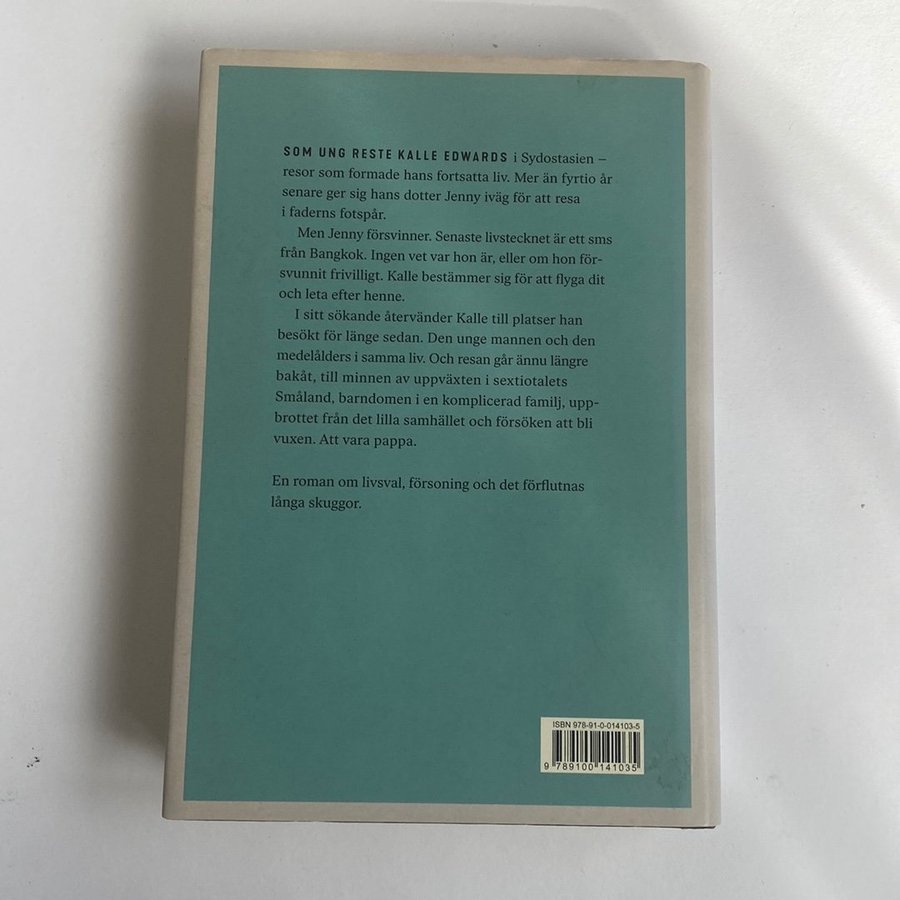 SOM UNG RESTE KALLE EDWARDS i Sydostasien –
resor som formade hans fortsatta liv. Mer än fyrtio år
senare ger sig hans dotter Jenny iväg för att resa
i faderns fotspår.
Men Jenny försvinner. Senaste livstecknet är ett sms
från Bangkok. Ingen vet var hon är, eller om hon för-
svunnit frivilligt. Kalle bestämmer sig för att flyga dit
och leta efter henne.
I sitt sökande återvänder Kalle till platser han
besökt för länge sedan. Den unge mannen och den
medelålders i samma liv. Och resan går ännu längre
bakåt, till minnen av uppväxten i sextiotalets
Småland, barndomen i en komplicerad familj, upp-
brottet från det lilla samhället och försöken att bli
vuxen. Att vara pappa.
En roman om livsval, försoning och det förflutnas
långa skuggor.
ISBN 978-91-0-014103-5
9 789100 141035